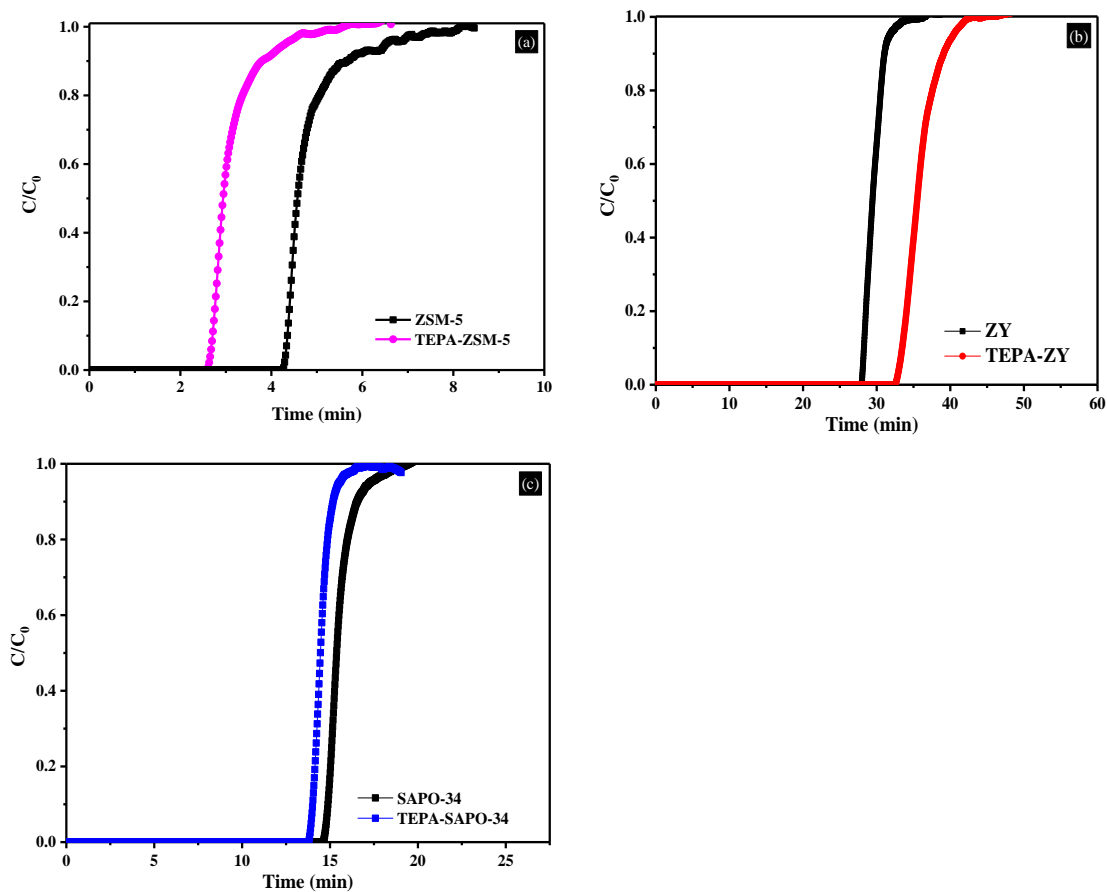 1.0
0.8
0.6
0.4
0.2
0.0
C/C0
0 2 4 6 8 10
Time (min)
(a)
ZSM-5
TEPA-ZSM-5
1.0
0.8
0.6
0.4
0.2
0.0
C/C0
0 10 20 30 40 50 60
Time (min)
(b)
ZY
TEPA-ZY
1.0
0.8
0.6
0.4
0.2
0.0
C/C0
0 5 10 15 20 25
Time (min)
(c)
SAPO-34
TEPA-SAPO-34